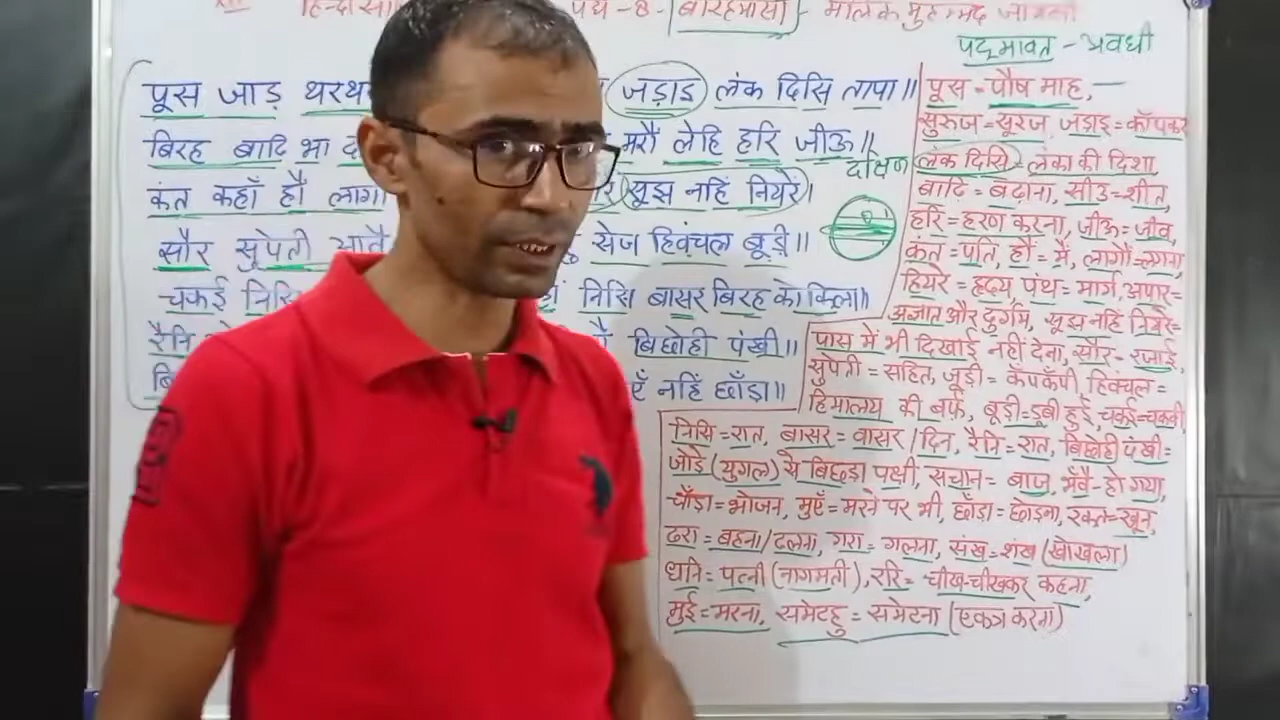 XII हिन्दी पद्य -8- बारहमासा - मलिक मुहम्मद जायसी
पद्मावत - अवधी
पूस जाड़ थरथ जड़ाइ लंक दिसि तापा॥
बिरह बादि भा मरौं लेहि हरि जीऊ॥
कंत कहाँ हौं लागौं सूझ नहिं नियरें।
सौर सुपेती आवै सेज हिवंचल बूड़ी॥
चकई निसि निसि बासर बिरह कोकिला॥
रैनि बिछोही पंखी॥
बि नहिं छाँड़ा॥
दक्षिण
पूस = पौष माह, —
सुरुज = सूरज, जड़ाइ = काँपकर
लंक दिसि = लंका की दिशा,
बादि = बढ़ाना, सीउ = शीत,
हरि = हरण करना, जीऊ = जीव,
कंत = पति, हौं = मैं, लागौं = लगना,
हियरे = हृदय, पंथ = मार्ग, अपार =
अज्ञात और दुर्गम, सूझ नहिं नियरे =
पास में भी दिखाई नहीं देना, सौर = रजाई,
सुपेती = सहित, जूड़ी = कँपकँपी, हिवंचल =
हिमालय की बर्फ, बूड़ी = डूबी हुई, चकई = चकवी,
निसि = रात, बासर = वासर / दिन, रैनि = रात, बिछोही पंखी =
जोड़े (युगल) से बिछड़ा पक्षी, सचान = बाज, भँवै - हो गया,
चाँड़ा = भोजन, मुएँ = मरने पर भी, छाँड़ा = छोड़ना, रक्त = खून,
ढरा = बहना / ढलना, गरा = गलना, संख = शंख (खोखला)
धनि = पत्नी (नागमती), ररि = चीख-चीखकर कहना,
मुई = मरना, समेटहु = समेटना (एकत्र करना)